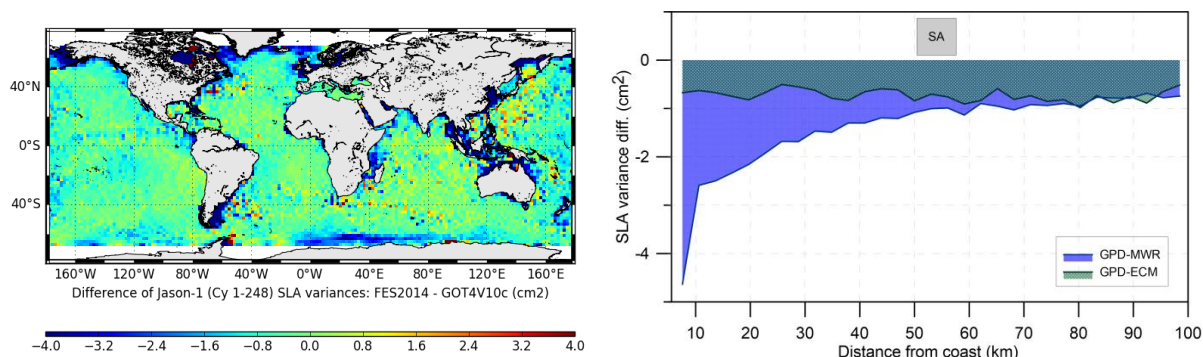 40°N
0°S
40°S
160°W 120°W 80°W 40°W 0°W 40°E 80°E 120°E 160°E
Difference of Jason-1 (Cy 1-248) SLA variances: FES2014 - GOT4V10c (cm2)
−4.0 −3.2 −2.4 −1.6 −0.8 0.0 0.8 1.6 2.4 3.2 4.0
SA
SLA variance diff. (cm²)
0
-2
-4
GPD-MWR
GPD-ECM
10 20 30 40 50 60 70 80 90 100
Distance from coast (km)